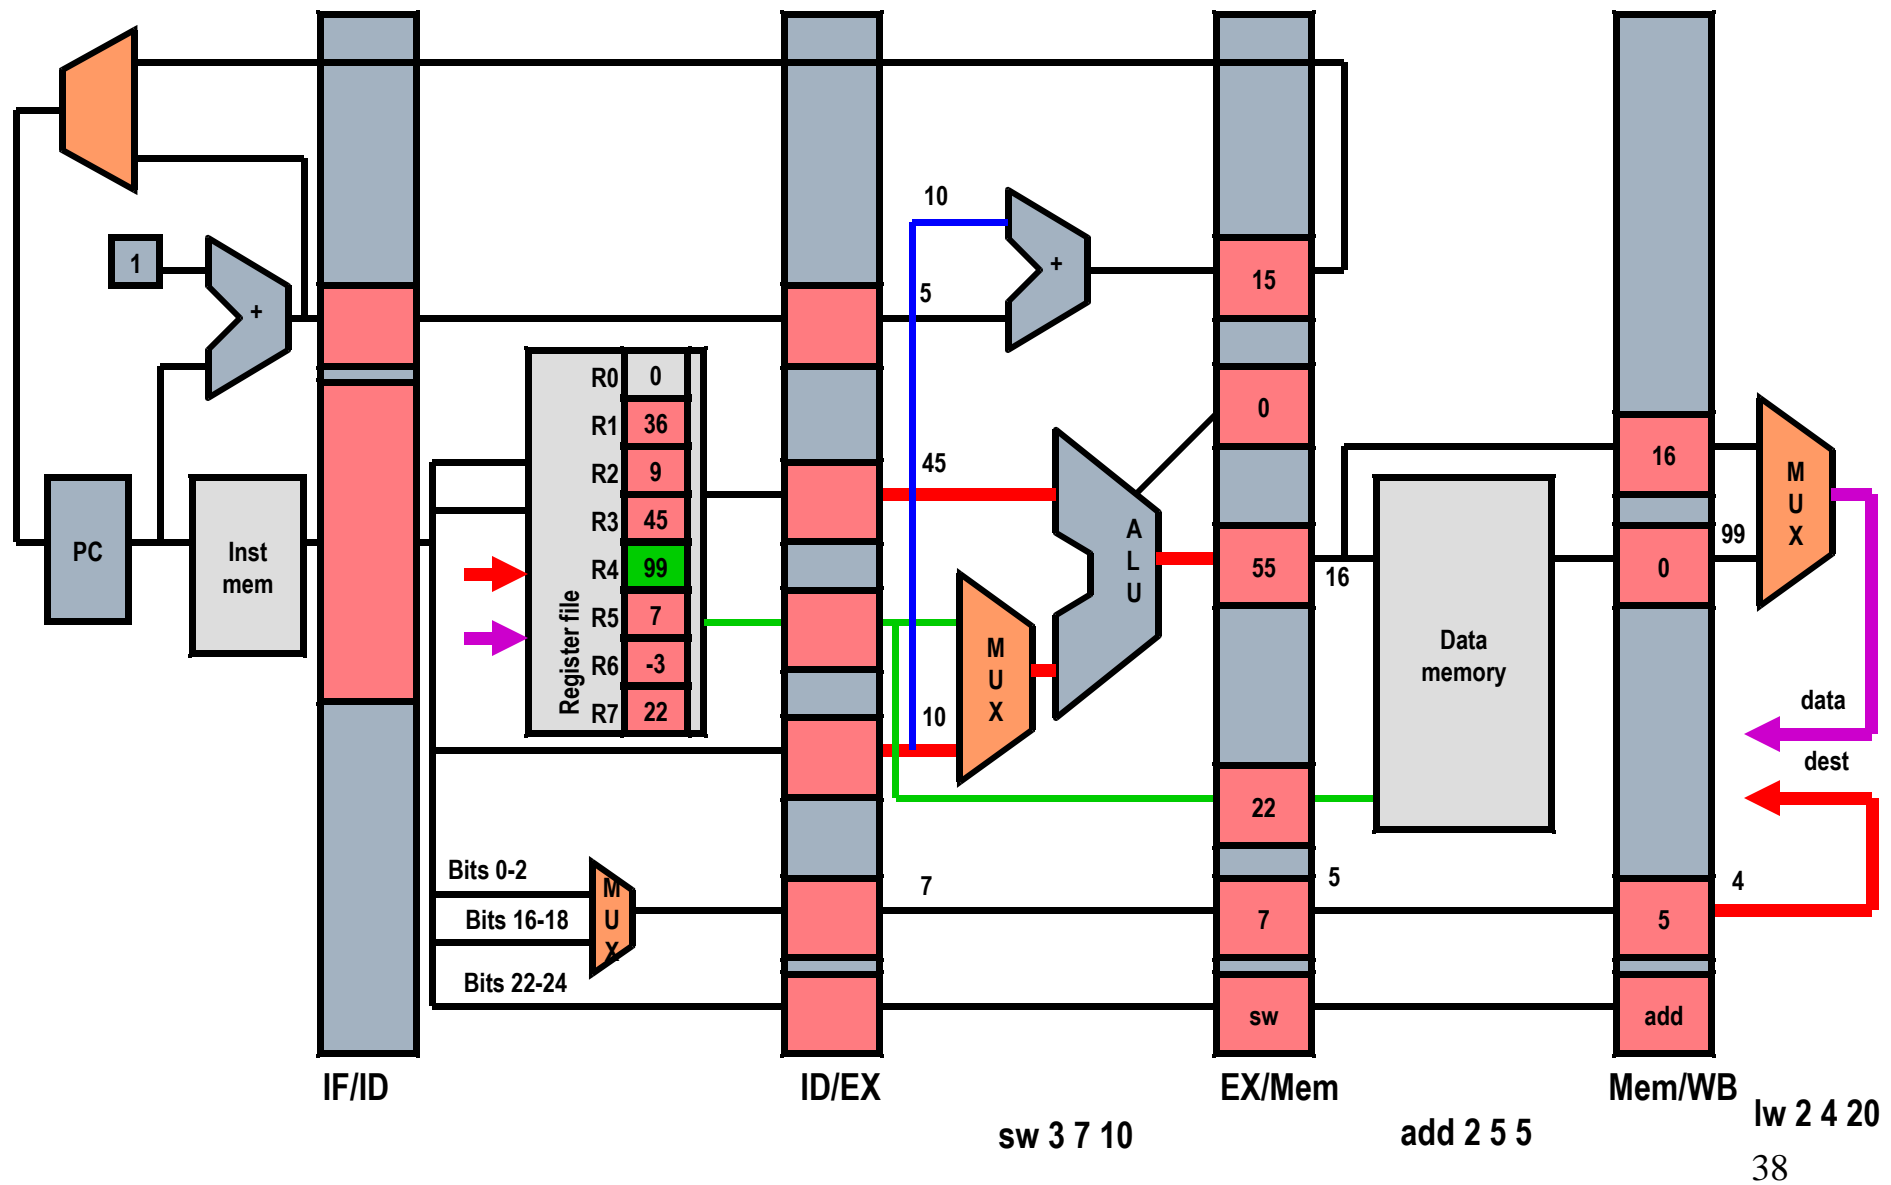 10
1
+
+
15
5
R0 0
R1 36
R2 9
R3 45
R4 99
R5 7
R6 -3
R7 22
Register file
0
45
16
M
U
X
PC
Inst
mem
A
L
U
55
16
99
0
M
U
X
10
Data
memory
data
dest
22
Bits 0-2
Bits 16-18
Bits 22-24
M
U
X
7
7
5
5
4
sw
add
IF/ID
ID/EX
EX/Mem
Mem/WB
sw 3 7 10
add 2 5 5
lw 2 4 20
38